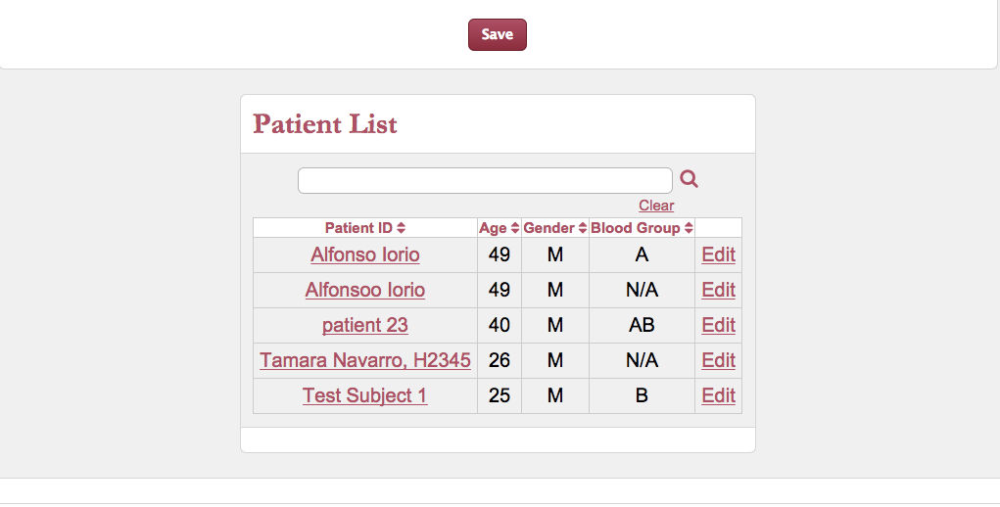 Save
Patient List
Clear
Patient ID Age Gender Blood Group
Alfonso Iorio 49 M A Edit
Alfonsoo Iorio 49 M N/A Edit
patient 23 40 M AB Edit
Tamara Navarro, H2345 26 M N/A Edit
Test Subject 1 25 M B Edit